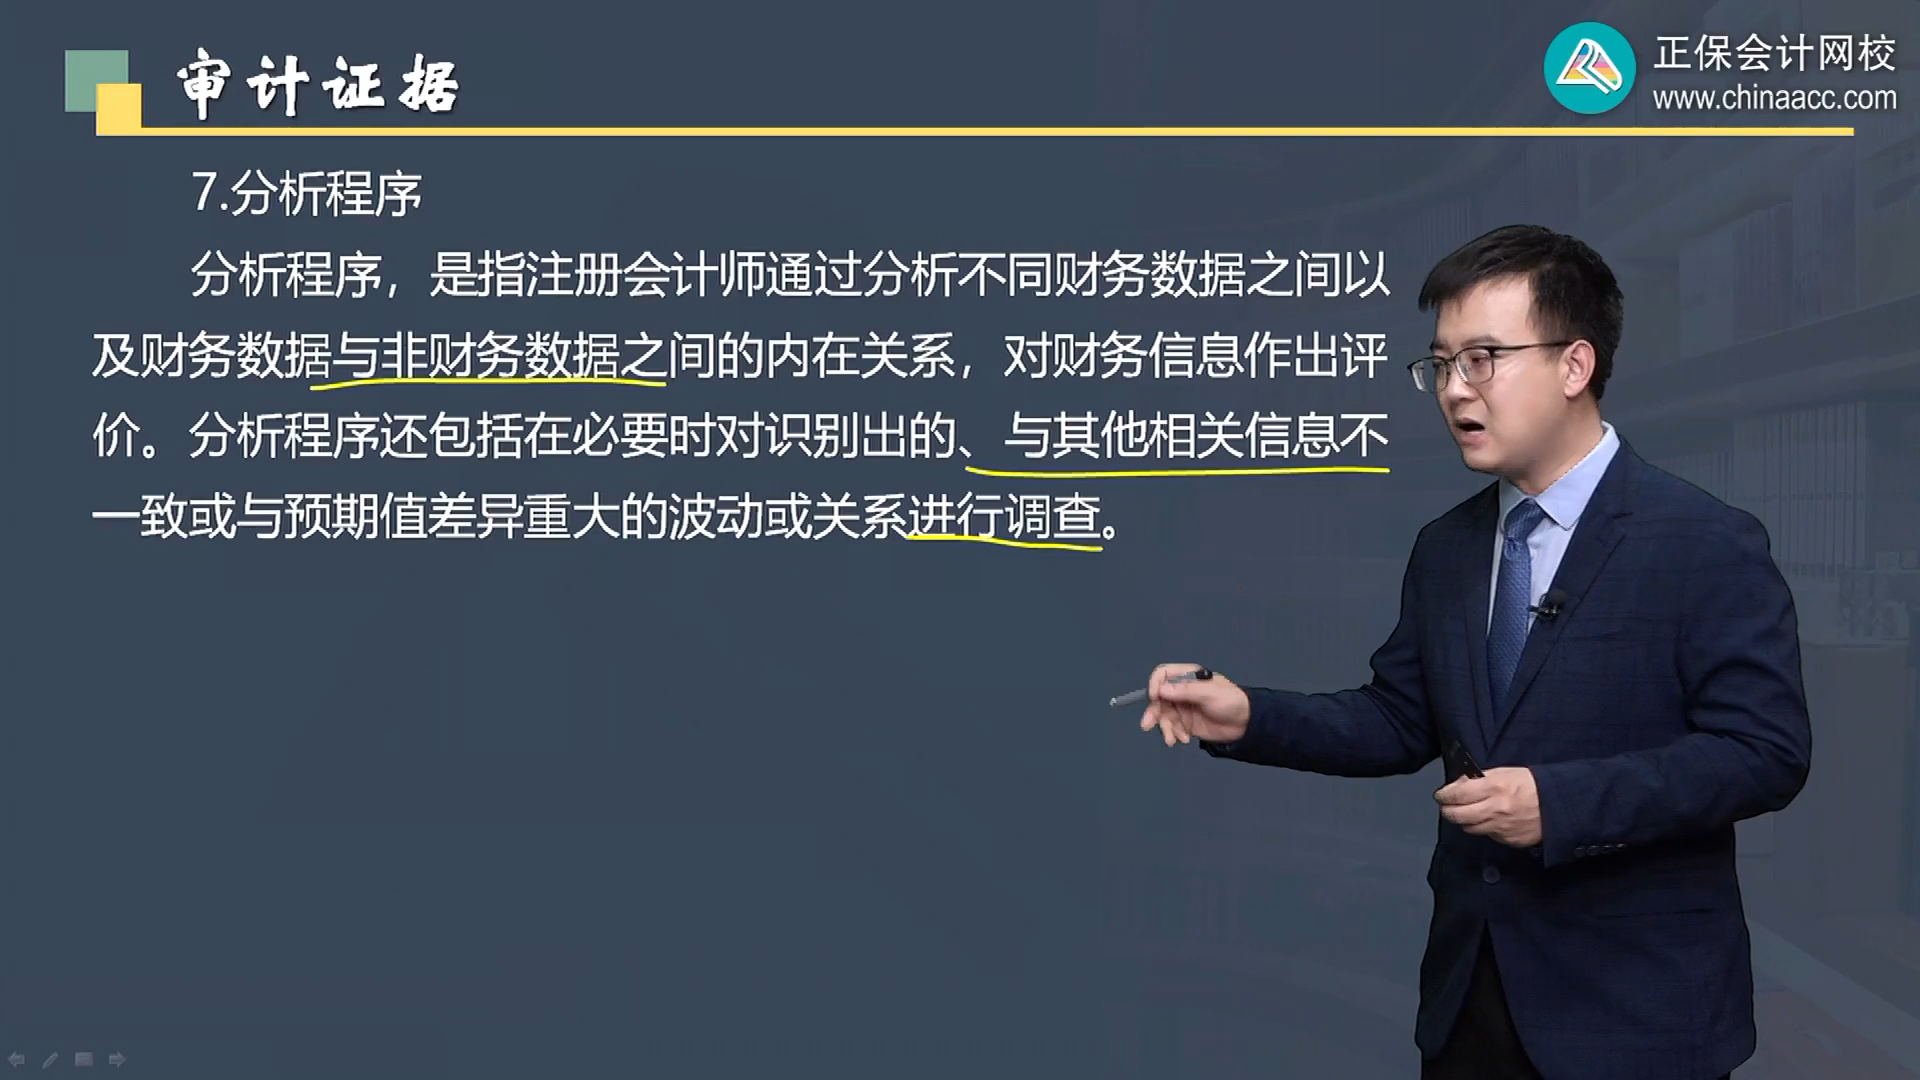 审计证据
正保会计网校
www.chinaacc.com
7.分析程序
分析程序，是指注册会计师通过分析不同财务数据之间以
及财务数据与非财务数据之间的内在关系，对财务信息作出评
价。分析程序还包括在必要时对识别出的、与其他相关信息不
一致或与预期值差异重大的波动或关系进行调查。